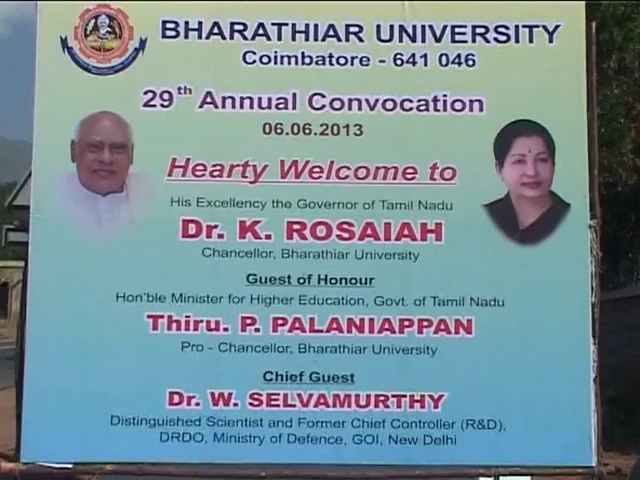 BHARATHIAR UNIVERSITY
Coimbatore - 641 046
29th Annual Convocation
06.06.2013
Hearty Welcome to
His Excellency the Governor of Tamil Nadu
Dr. K. ROSAIAH
Chancellor, Bharathiar University
Guest of Honour
Hon'ble Minister for Higher Education, Govt. of Tamil Nadu
Thiru. P. PALANIAPPAN
Pro - Chancellor, Bharathiar University
Chief Guest
Dr. W. SELVAMURTHY
Distinguished Scientist and Former Chief Controller (R&D),
DRDO, Ministry of Defence, GOI, New Delhi